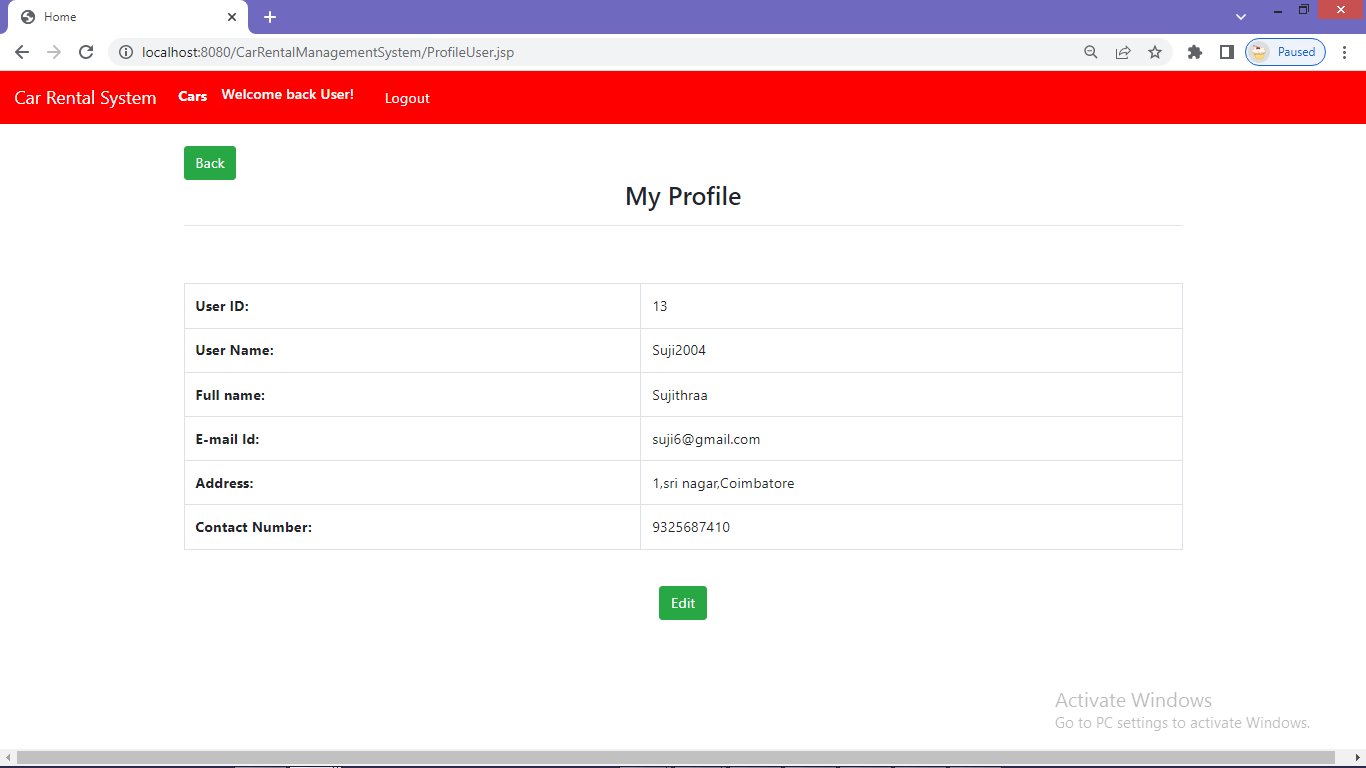 Home
localhost:8080/CarRentalManagementSystem/ProfileUser.jsp
Paused
Car Rental System Cars Welcome back User! Logout
Back
My Profile
User ID: 13
User Name: Suji2004
Full name: Sujithraa
E-mail Id: suji6@gmail.com
Address: 1,sri nagar,Coimbatore
Contact Number: 9325687410
Edit
Activate Windows
Go to PC settings to activate Windows.